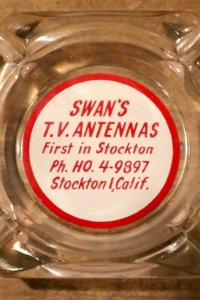 SWAN'S
T.V. ANTENNAS
First in Stockton
Ph. HO. 4-9897
Stockton 1, Calif.